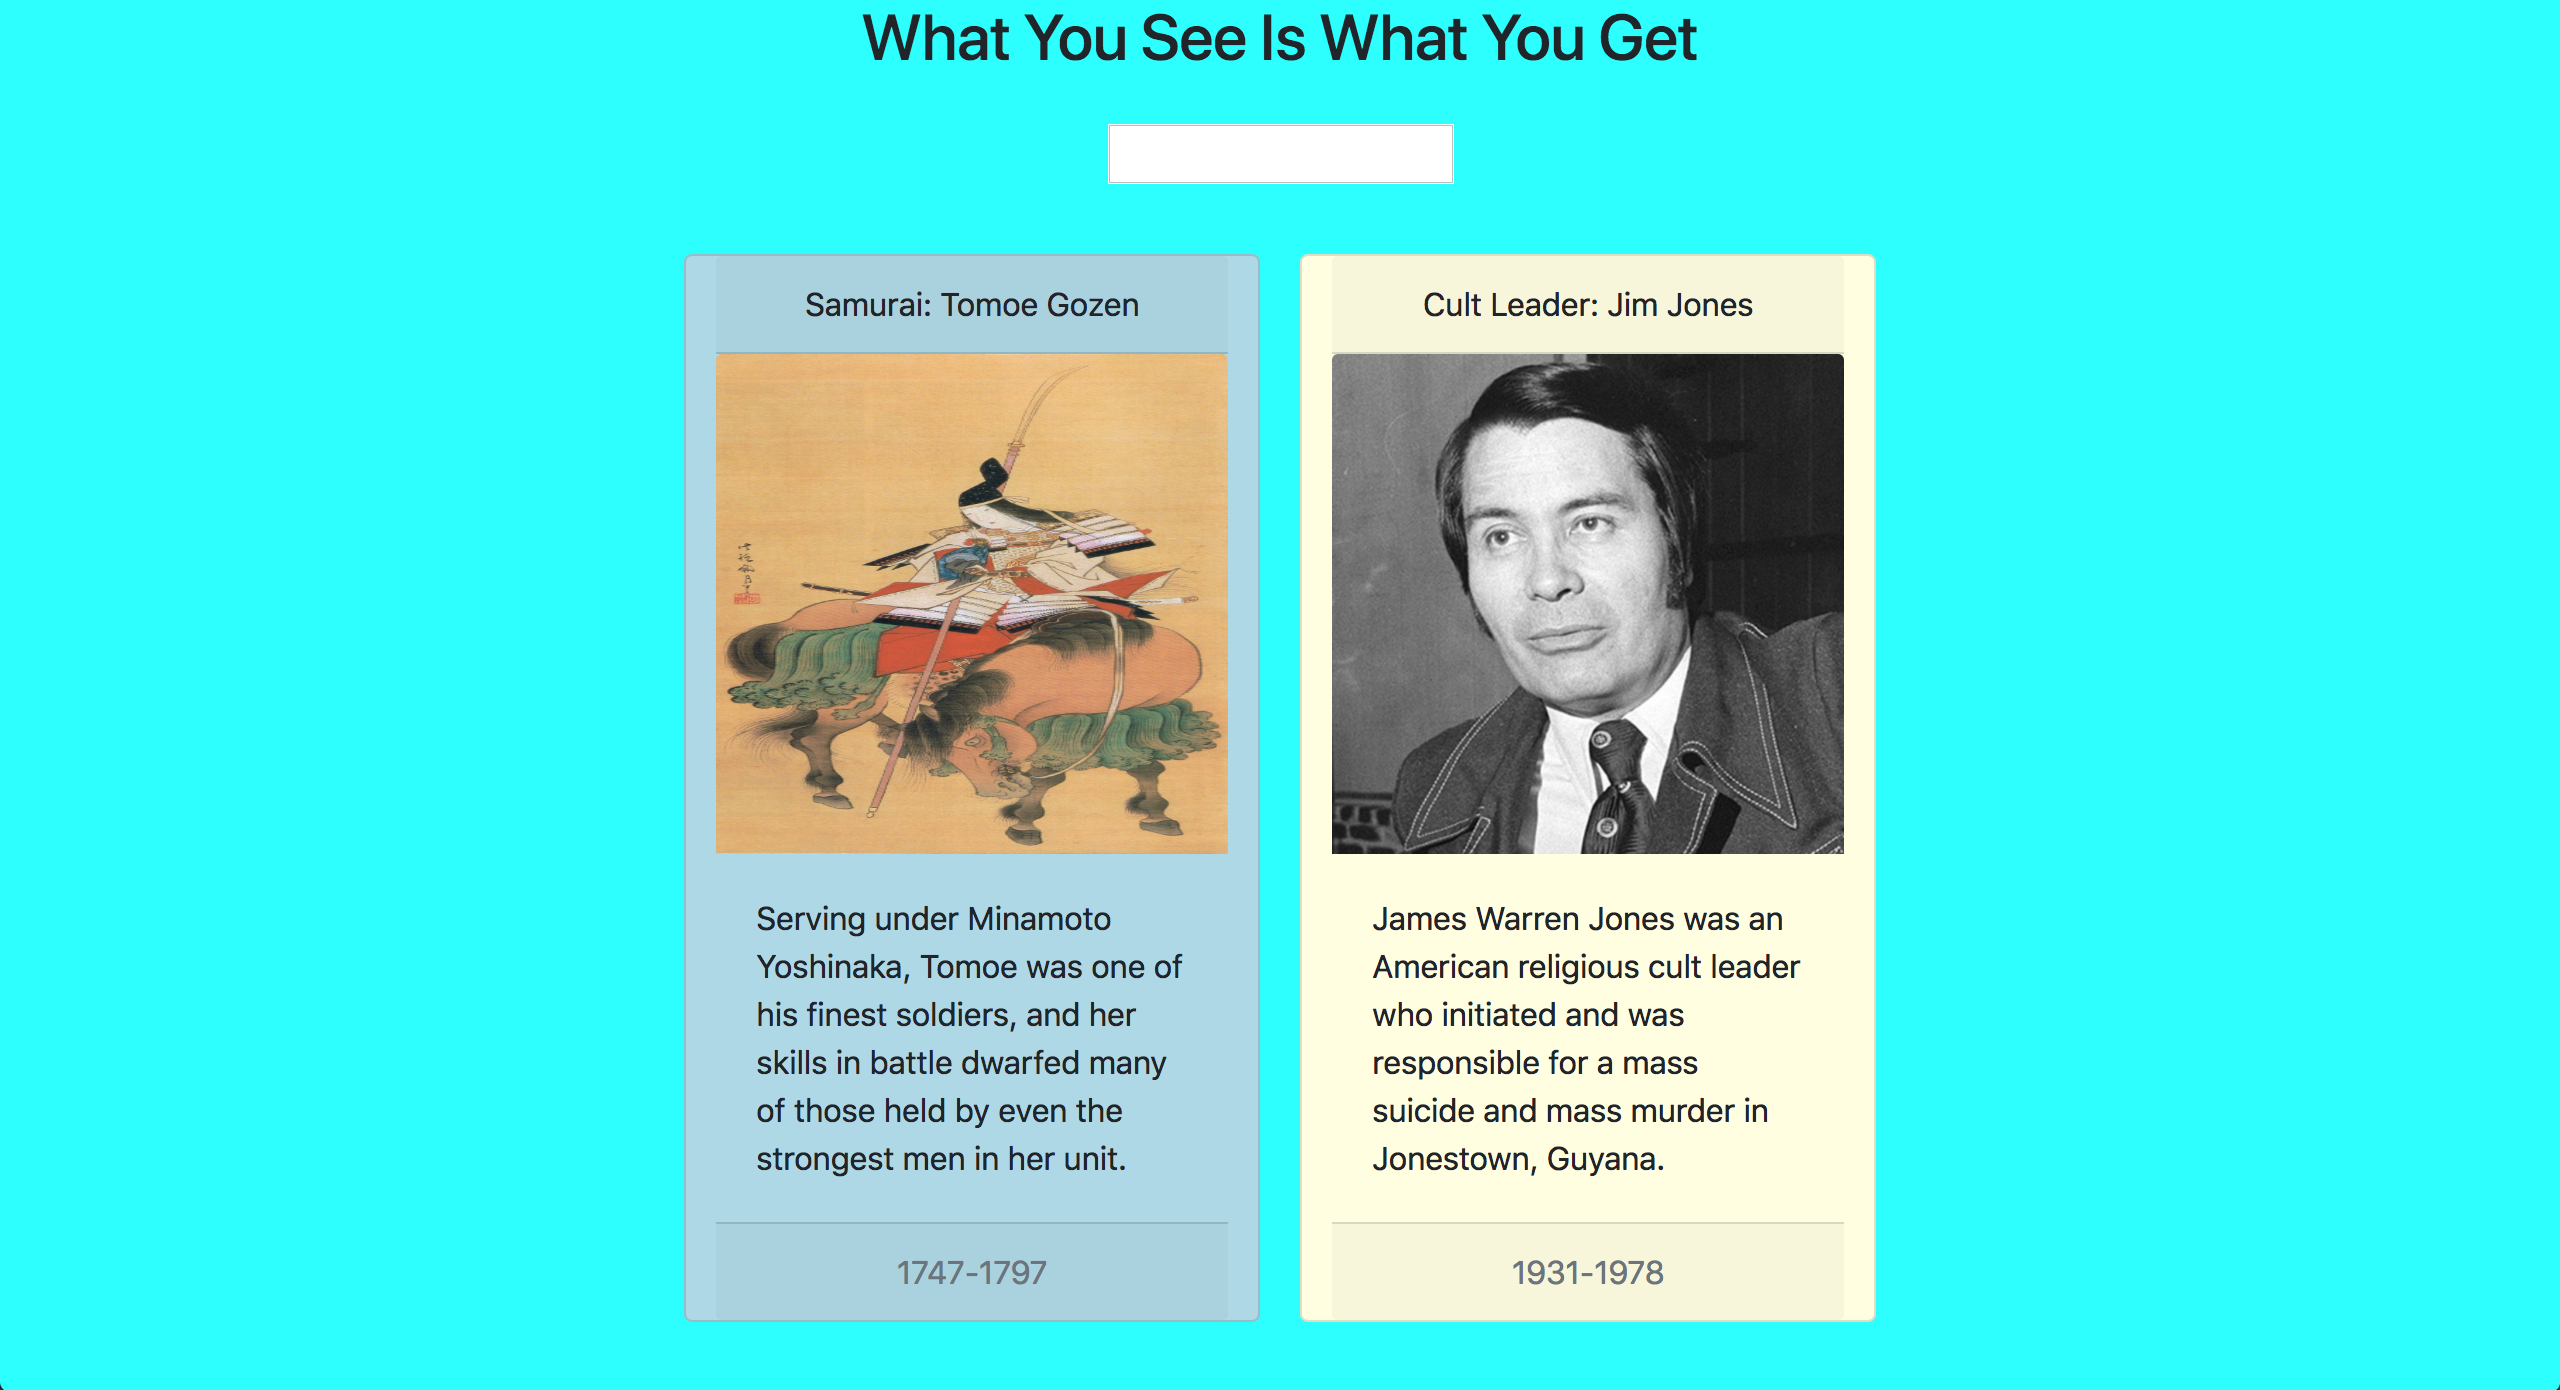 What You See Is What You Get
Samurai: Tomoe Gozen
Serving under Minamoto
Yoshinaka, Tomoe was one of
his finest soldiers, and her
skills in battle dwarfed many
of those held by even the
strongest men in her unit.
1747-1797
Cult Leader: Jim Jones
James Warren Jones was an
American religious cult leader
who initiated and was
responsible for a mass
suicide and mass murder in
Jonestown, Guyana.
1931-1978